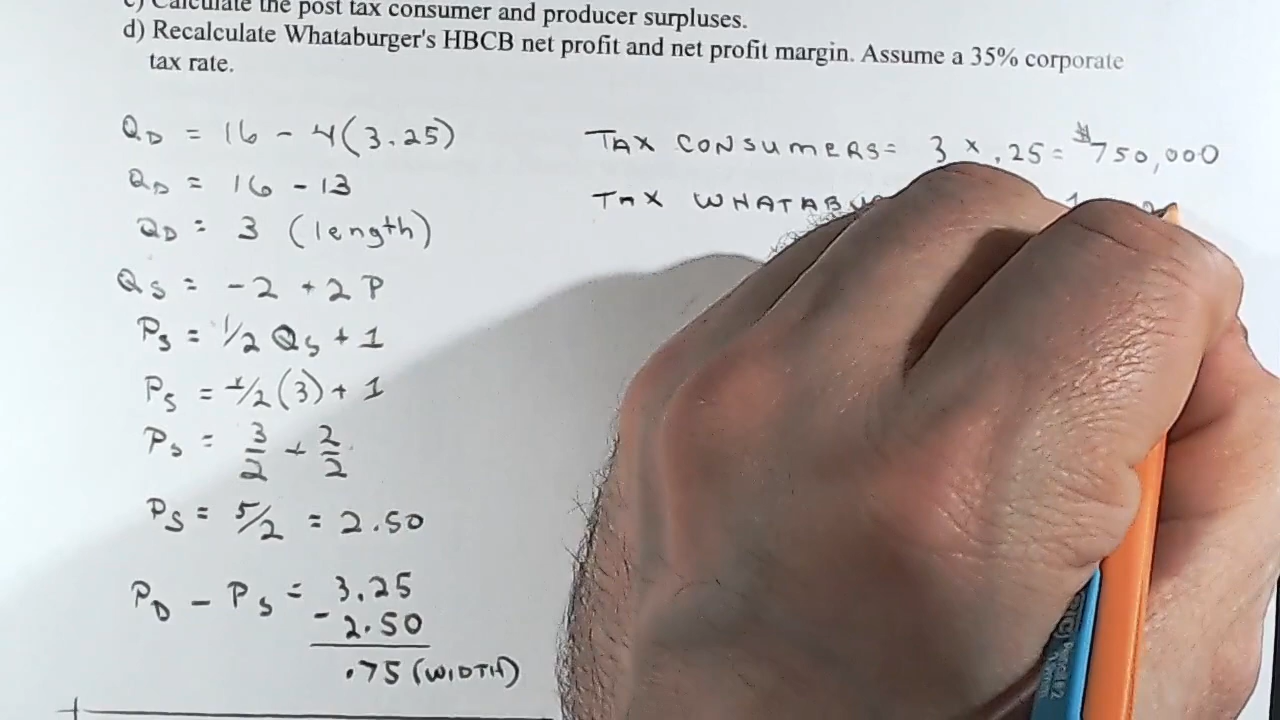 c) Calculate the post tax consumer and producer surpluses.
d) Recalculate Whataburger's HBCB net profit and net profit margin. Assume a 35% corporate
tax rate.
QD = 16 - 4(3.25)
QD = 16 - 13
QD = 3 (length)
QS = -2 + 2P
PS = 1/2 QS + 1
PS = 1/2 (3) + 1
PS = 3/2 + 2/2
PS = 5/2 = 2.50
PD - PS = 3.25
- 2.50
.75 (WIDTH)
TAX CONSUMERS = 3 x .25 = $750,000
TAX